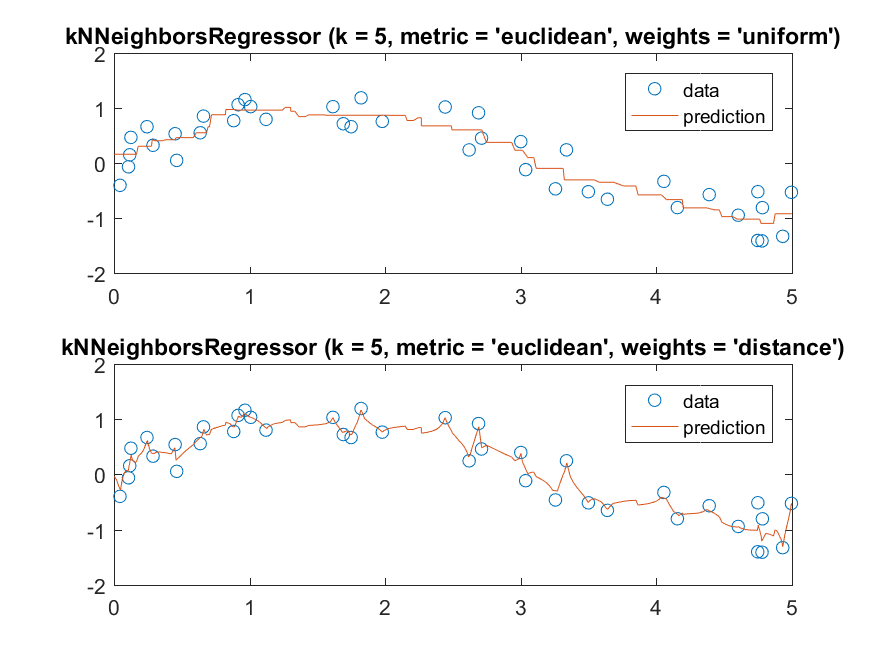 kNNeighborsRegressor (k = 5, metric = 'euclidean', weights = 'uniform')
2
1
0
-1
-2
0 1 2 3 4 5
data
prediction
kNNeighborsRegressor (k = 5, metric = 'euclidean', weights = 'distance')
2
1
0
-1
-2
0 1 2 3 4 5
data
prediction